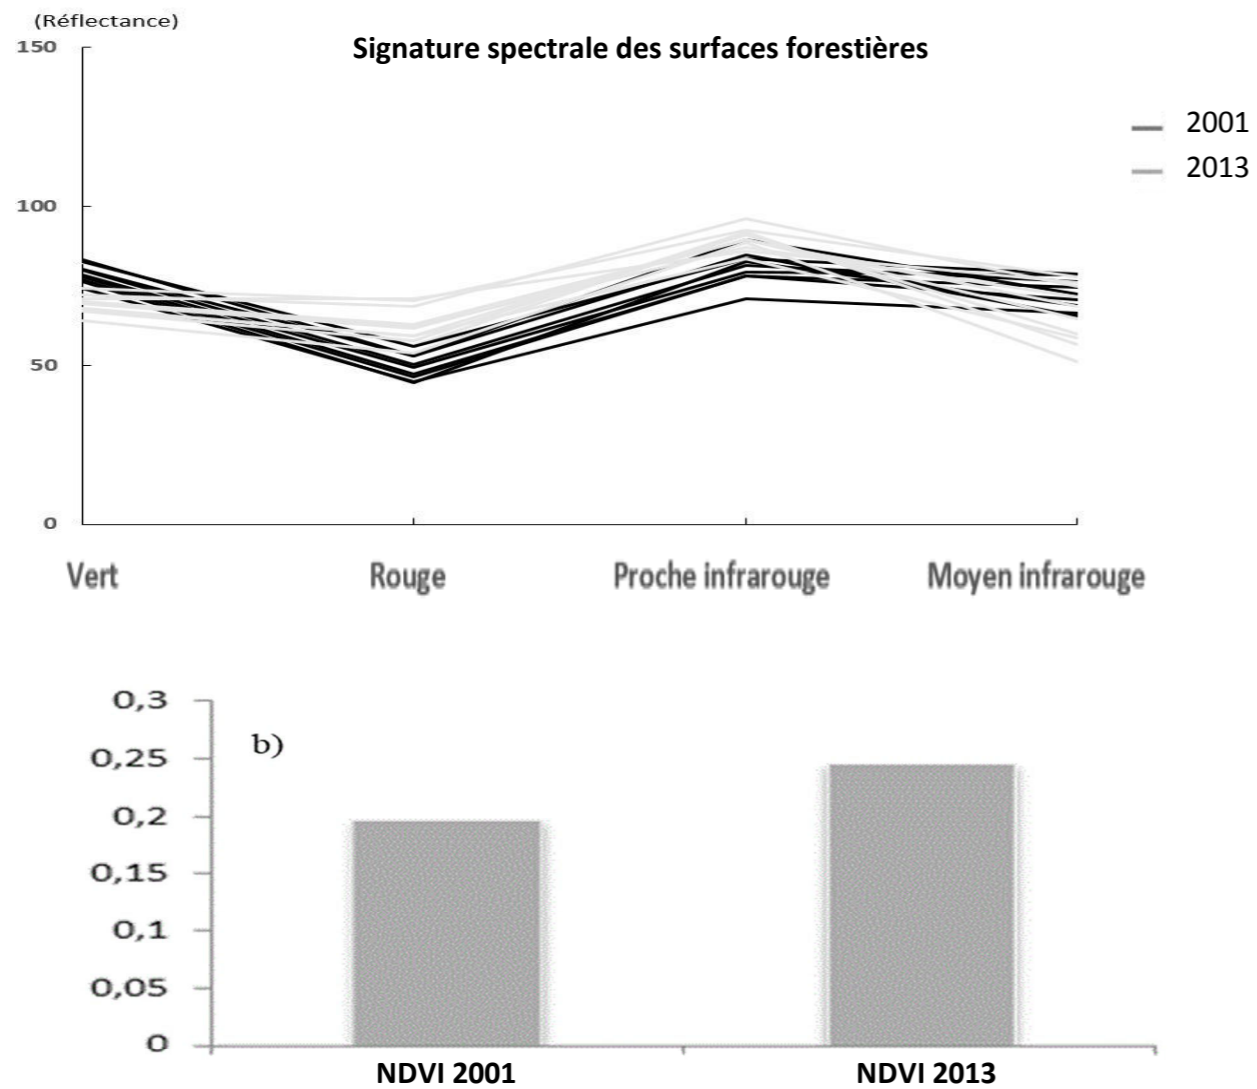 (Réflectance)
150
Signature spectrale des surfaces forestières
2001
2013
100
50
0
Vert Rouge Proche infrarouge Moyen infrarouge
0,3
b)
0,25
0,2
0,15
0,1
0,05
0
NDVI 2001 NDVI 2013